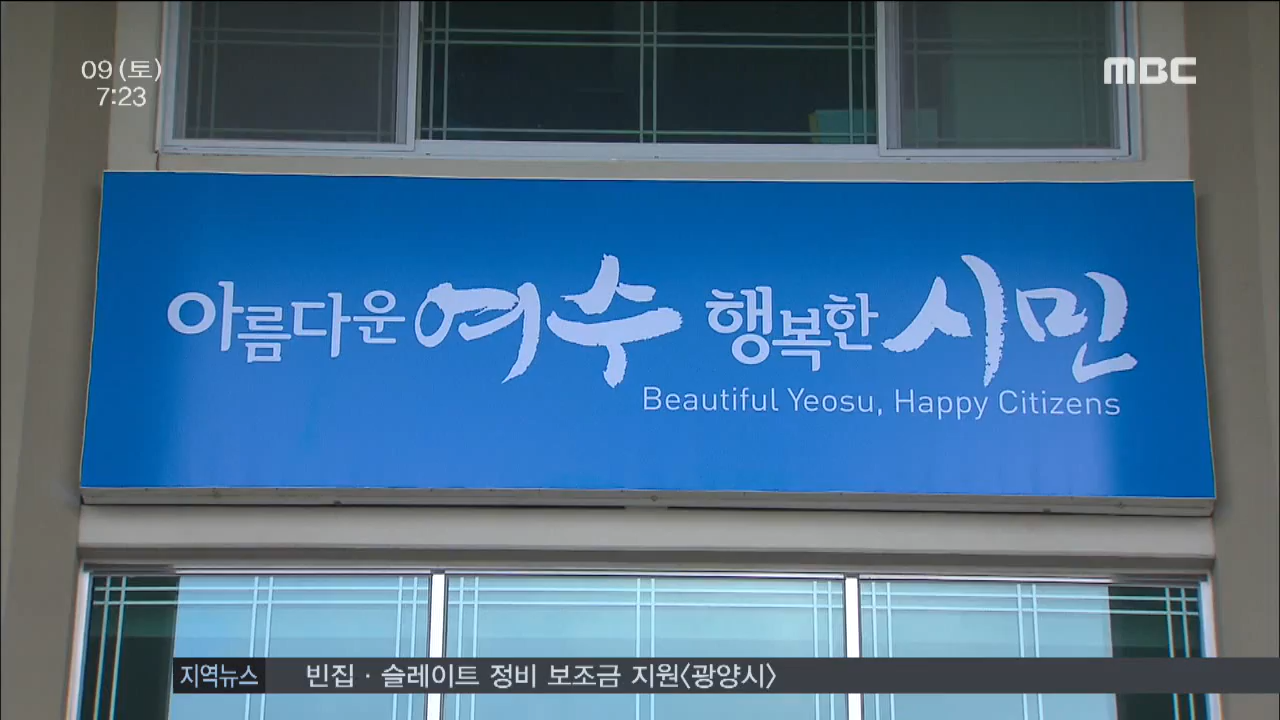 09(토)
7:23
MBC
아름다운 여수 행복한 시민
Beautiful Yeosu, Happy Citizens
지역뉴스 빈집·슬레이트 정비 보조금 지원<광양시>